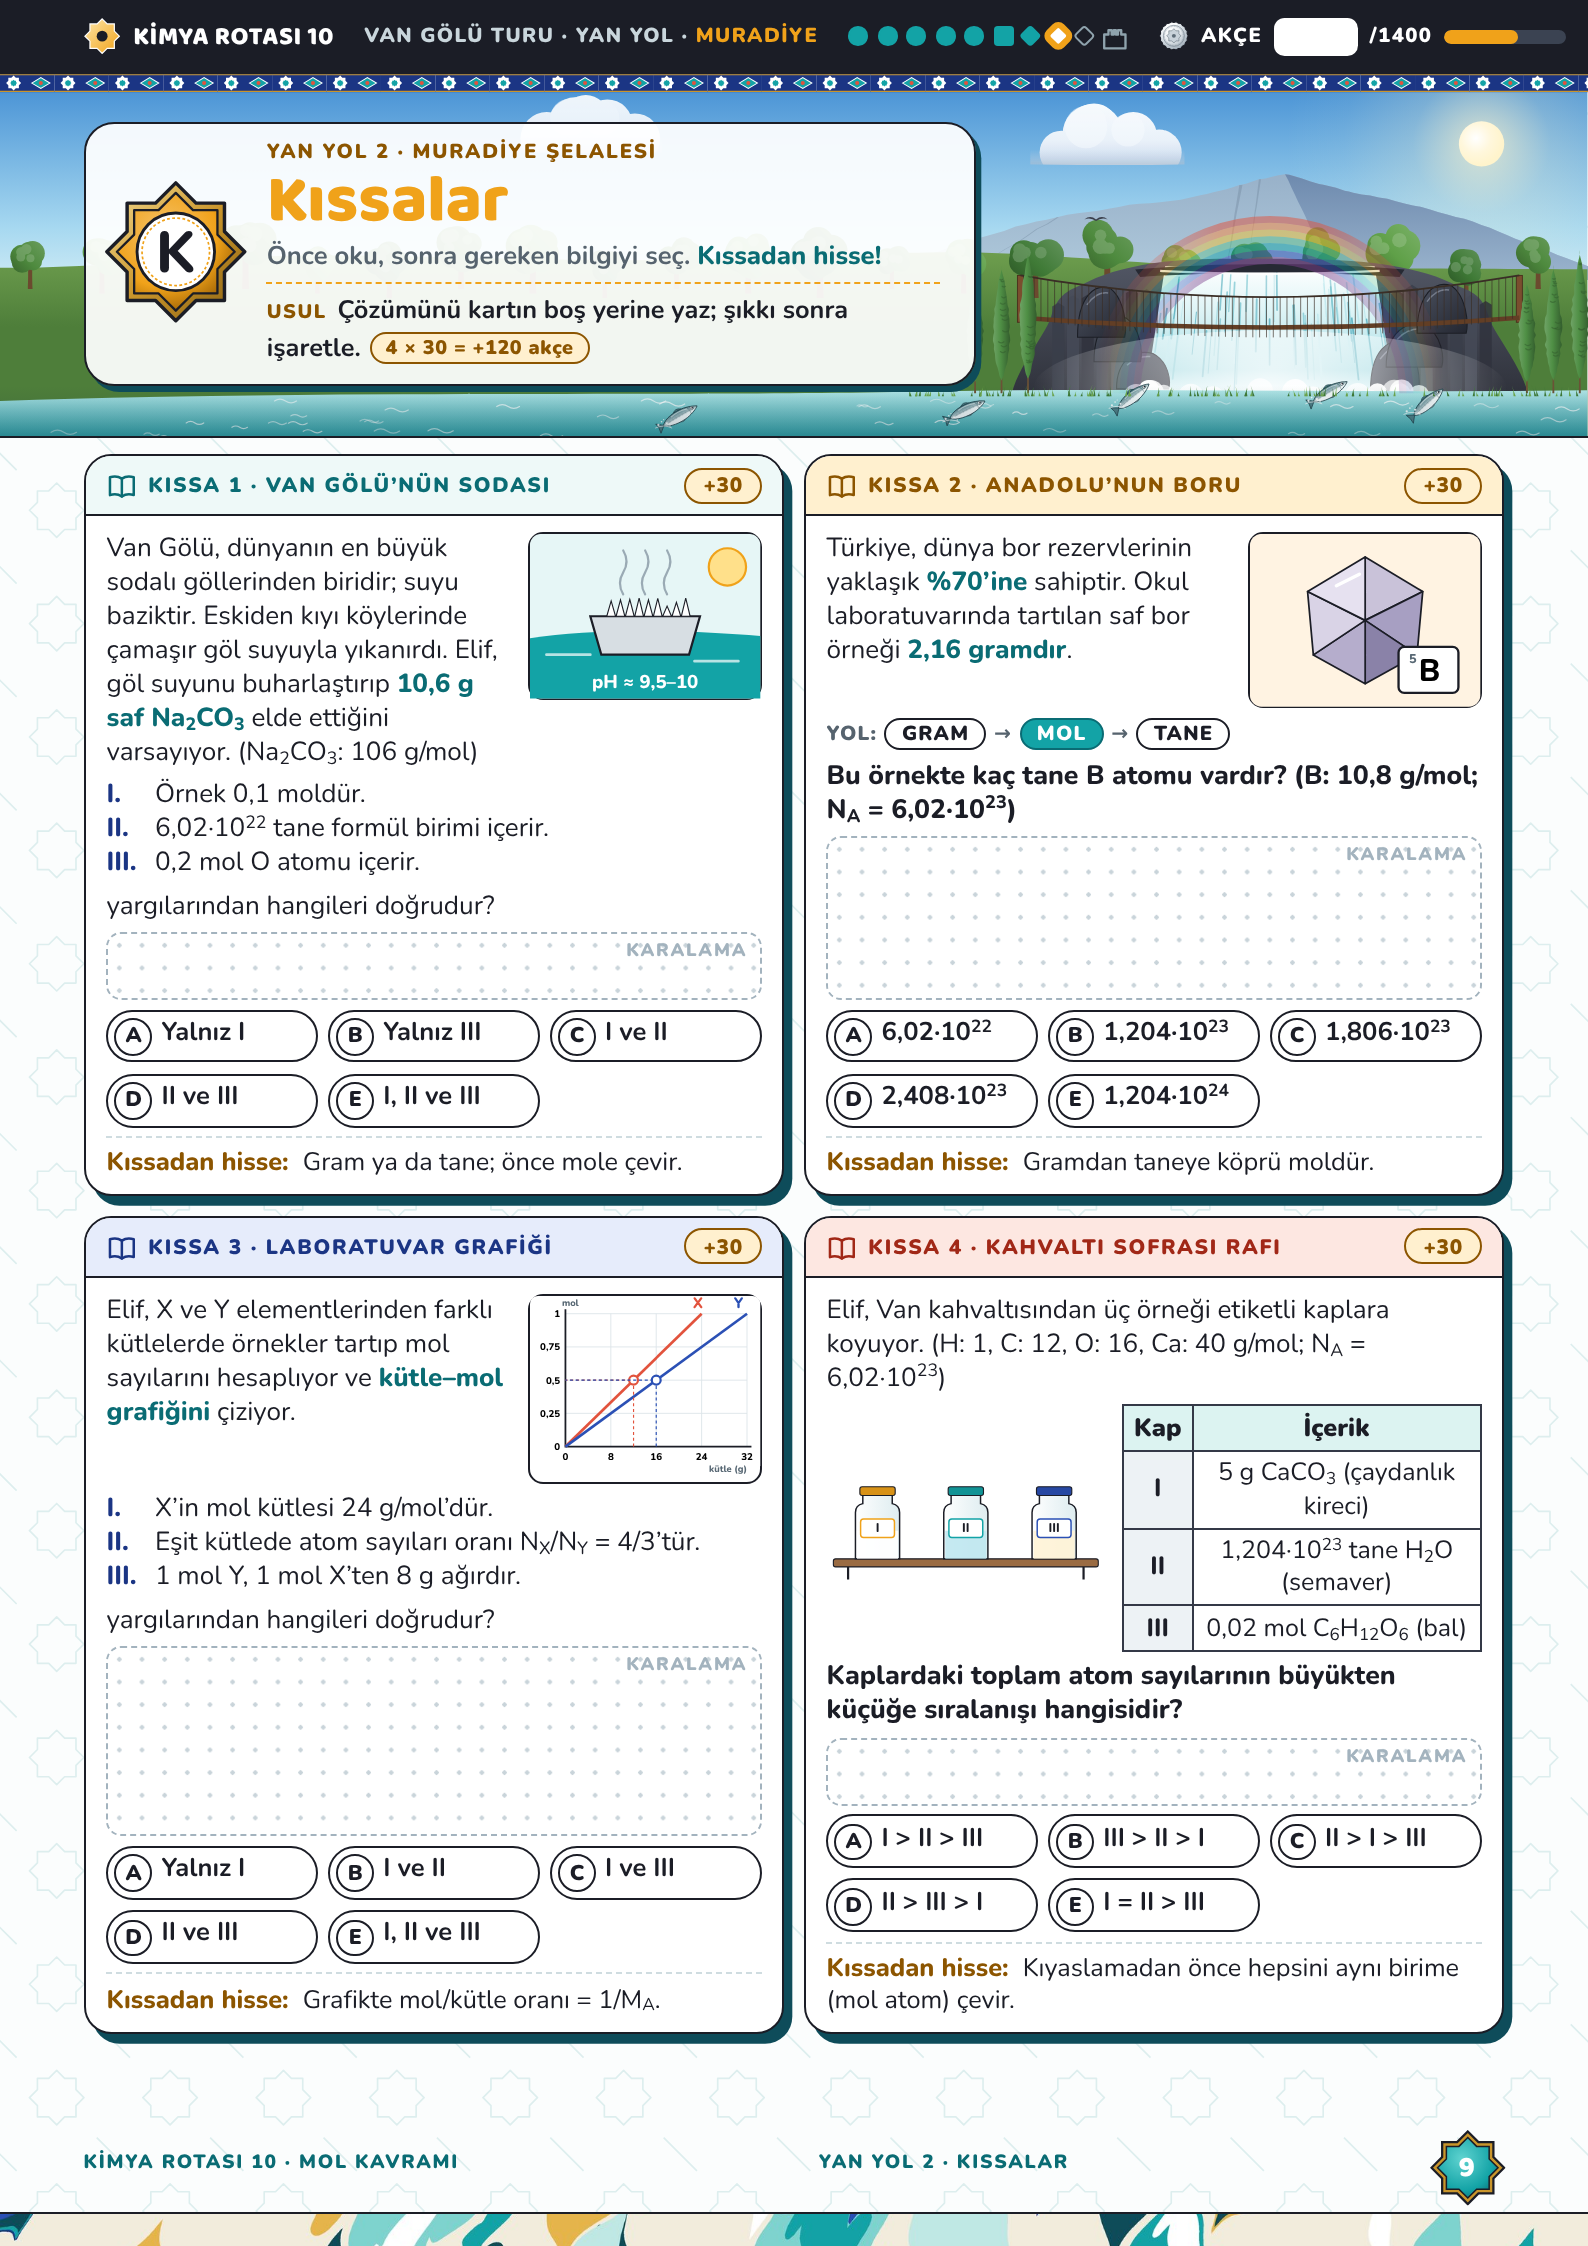 KİMYA ROTASI 10
VAN GÖLÜ TURU · YAN YOL · MURADİYE
AKÇE
/1400
YAN YOL 2 · MURADİYE ŞELALESİ
K
Kıssalar
Önce oku, sonra gereken bilgiyi seç. Kıssadan hisse!
USUL Çözümünü kartın boş yerine yaz; şıkkı sonra
işaretle. 4 × 30 = +120 akçe
KISSA 1 · VAN GÖLÜ’NÜN SODASI
+30
Van Gölü, dünyanın en büyük
sodalı göllerinden biridir; suyu
baziktir. Eskiden kıyı köylerinde
çamaşır göl suyuyla yıkanırdı. Elif,
göl suyunu buharlaştırıp 10,6 g
saf Na₂CO₃ elde ettiğini
varsayıyor. (Na₂CO₃: 106 g/mol)
pH ≈ 9,5–10
I. Örnek 0,1 moldür.
II. 6,02·10²² tane formül birimi içerir.
III. 0,2 mol O atomu içerir.
yargılarından hangileri doğrudur?
KARALAMA
A Yalnız I
B Yalnız III
C I ve II
D II ve III
E I, II ve III
Kıssadan hisse: Gram ya da tane; önce mole çevir.
KISSA 2 · ANADOLU’NUN BORU
+30
Türkiye, dünya bor rezervlerinin
yaklaşık %70’ine sahiptir. Okul
laboratuvarında tartılan saf bor
örneği 2,16 gramdır.
5 B
YOL: GRAM → MOL → TANE
Bu örnekte kaç tane B atomu vardır? (B: 10,8 g/mol;
N_A = 6,02·10²³)
KARALAMA
A 6,02·10²²
B 1,204·10²³
C 1,806·10²³
D 2,408·10²³
E 1,204·10²⁴
Kıssadan hisse: Gramdan taneye köprü moldür.
KISSA 3 · LABORATUVAR GRAFİĞİ
+30
Elif, X ve Y elementlerinden farklı
kütlelerde örnekler tartıp mol
sayılarını hesaplıyor ve kütle–mol
grafiğini çiziyor.
mol
X
Y
1
0,75
0,5
0,25
0
0 8 16 24 32
kütle (g)
I. X’in mol kütlesi 24 g/mol’dür.
II. Eşit kütlede atom sayıları oranı N_X/N_Y = 4/3’tür.
III. 1 mol Y, 1 mol X’ten 8 g ağırdır.
yargılarından hangileri doğrudur?
KARALAMA
A Yalnız I
B I ve II
C I ve III
D II ve III
E I, II ve III
Kıssadan hisse: Grafikte mol/kütle oranı = 1/M_A.
KISSA 4 · KAHVALTI SOFRASI RAFI
+30
Elif, Van kahvaltısından üç örneği etiketli kaplara
koyuyor. (H: 1, C: 12, O: 16, Ca: 40 g/mol; N_A =
6,02·10²³)
I
II
III
Kap İçerik
I 5 g CaCO₃ (çaydanlık
kireci)
II 1,204·10²³ tane H₂O
(semaver)
III 0,02 mol C₆H₁₂O₆ (bal)
Kaplardaki toplam atom sayılarının büyükten
küçüğe sıralanışı hangisidir?
KARALAMA
A I > II > III
B III > II > I
C II > I > III
D II > III > I
E I = II > III
Kıssadan hisse: Kıyaslamadan önce hepsini aynı birime
(mol atom) çevir.
KİMYA ROTASI 10 · MOL KAVRAMI
YAN YOL 2 · KISSALAR
9